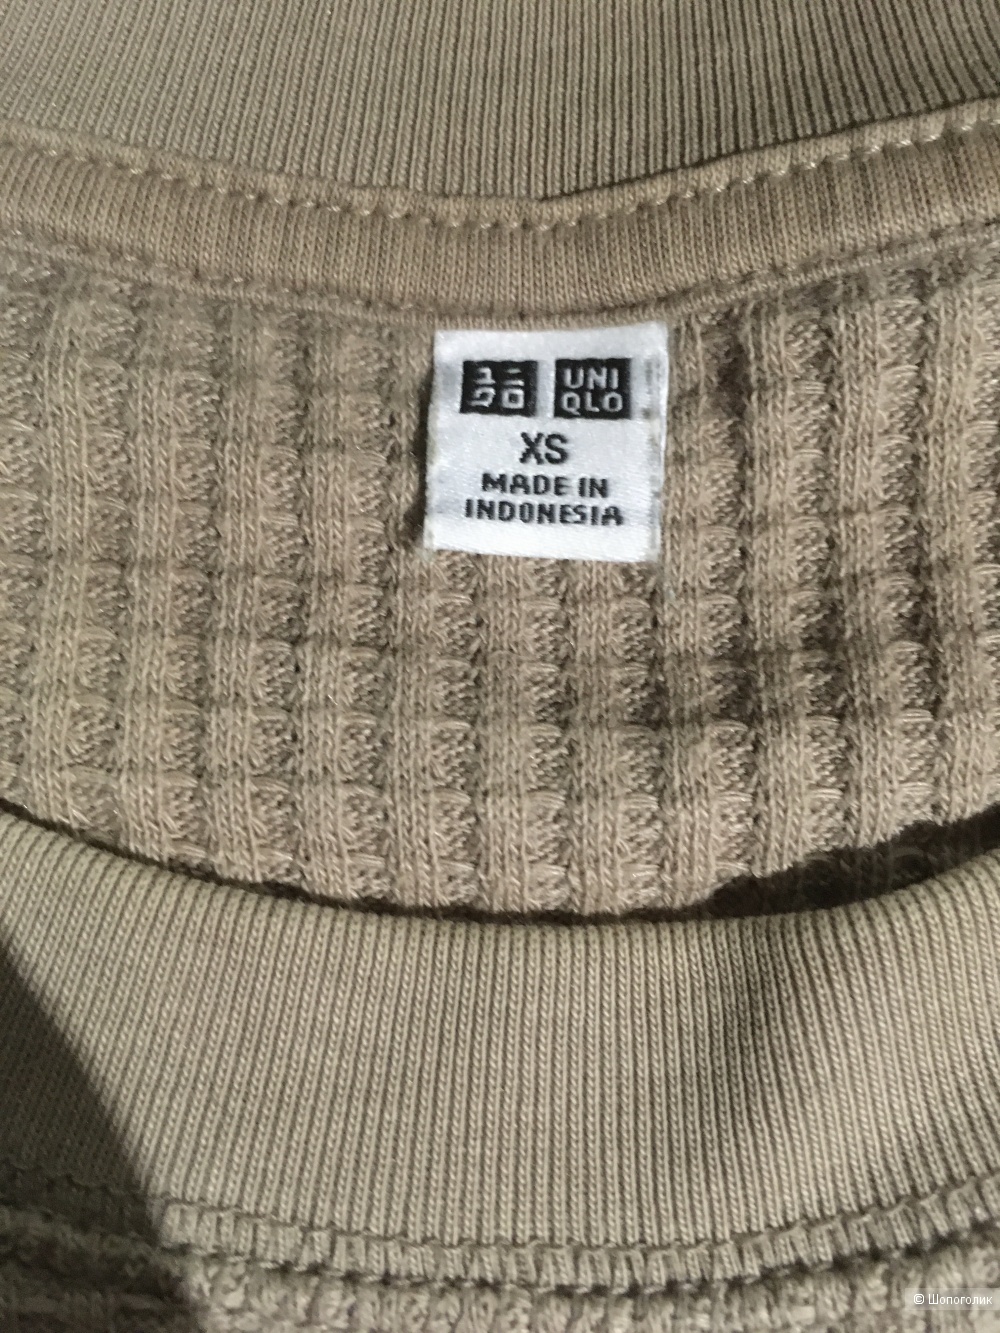 ユニ UNI
クロ QLO
XS
MADE IN
INDONESIA
© Шопоголик